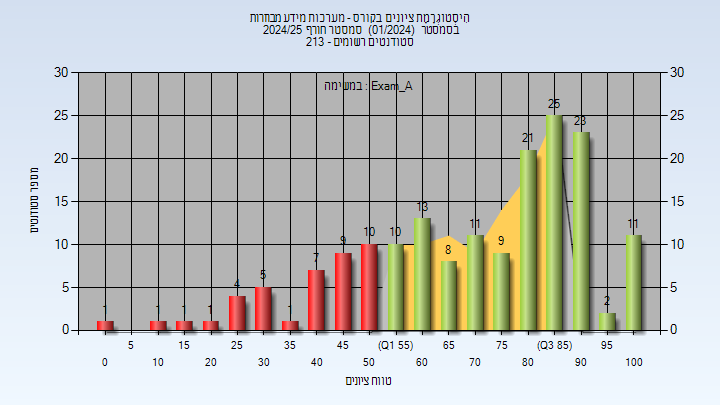 היסטוגרמת ציונים בקורס - מערכות מידע מבחרות
בסמסטר (01/2024) סמסטר חורף 2024/25
סטודנטים רשומים - 213
במשימה : Exam_A
30 30
25 25
20 20
15 15
10 10
5 5
0 0
1 1 1 1 4 5 1 7 9 10 10 13 8 11 9 21 25 23 2 11
מספר סטודנטים
5 15 25 35 45 (Q1 55) 65 75 (Q3 85) 95
0 10 20 30 40 50 60 70 80 90 100
טווח ציונים